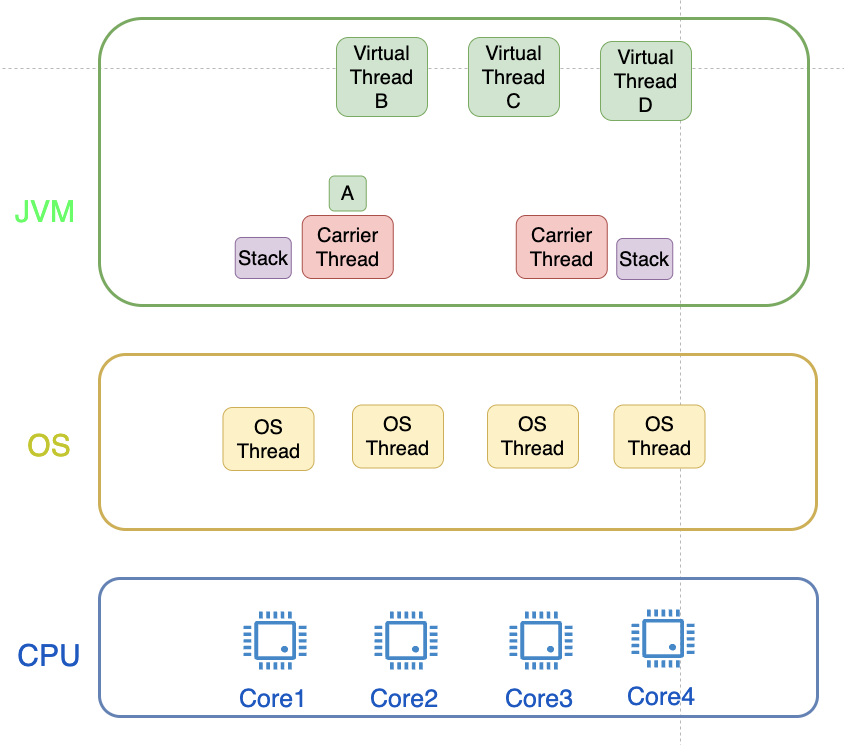 Virtual
Thread
B
Virtual
Thread
C
Virtual
Thread
D
JVM
A
Stack
Carrier
Thread
Carrier
Thread
Stack
OS
OS
Thread
OS
Thread
OS
Thread
OS
Thread
CPU
Core1
Core2
Core3
Core4